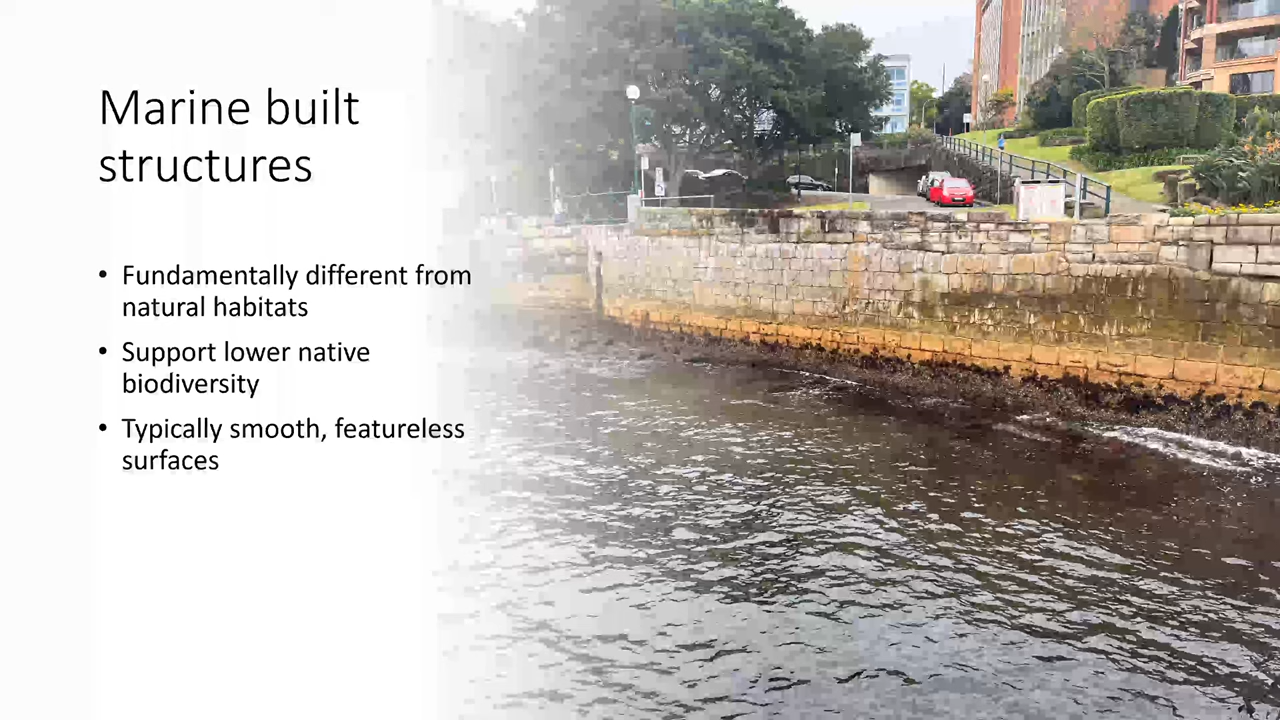 Marine built
structures
• Fundamentally different from
natural habitats
• Support lower native
biodiversity
• Typically smooth, featureless
surfaces